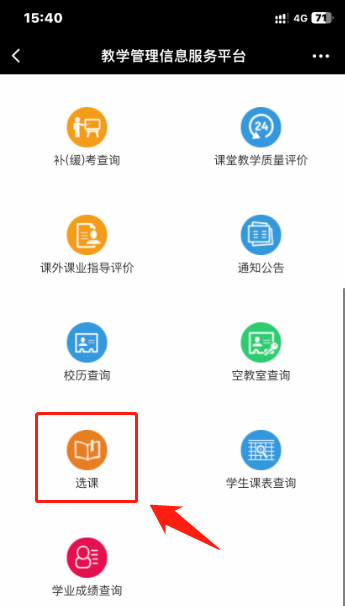 15:40
4G 71
教学管理信息服务平台
补(缓)考查询
24
课堂教学质量评价
课外课业指导评价
通知公告
校历查询
空教室查询
选课
学生课表查询
学业成绩查询